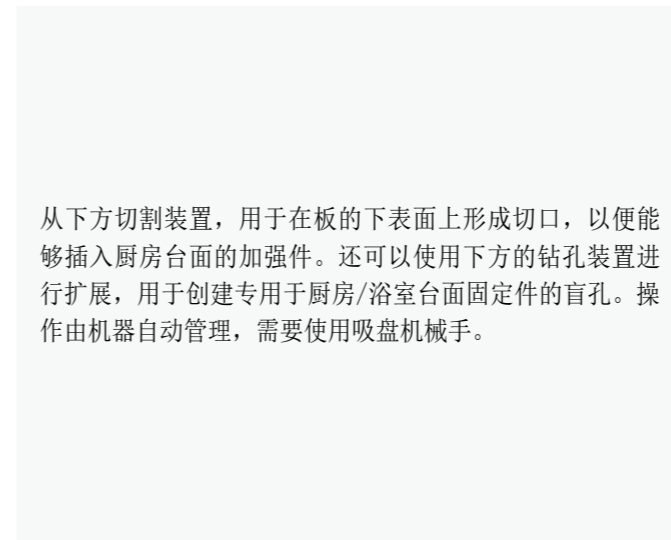 从下方切割装置，用于在板的下表面上形成切口，以便能
够插入厨房台面的加强件。还可以使用下方的钻孔装置进
行扩展，用于创建专用于厨房/浴室台面固定件的盲孔。操
作由机器自动管理，需要使用吸盘机械手。